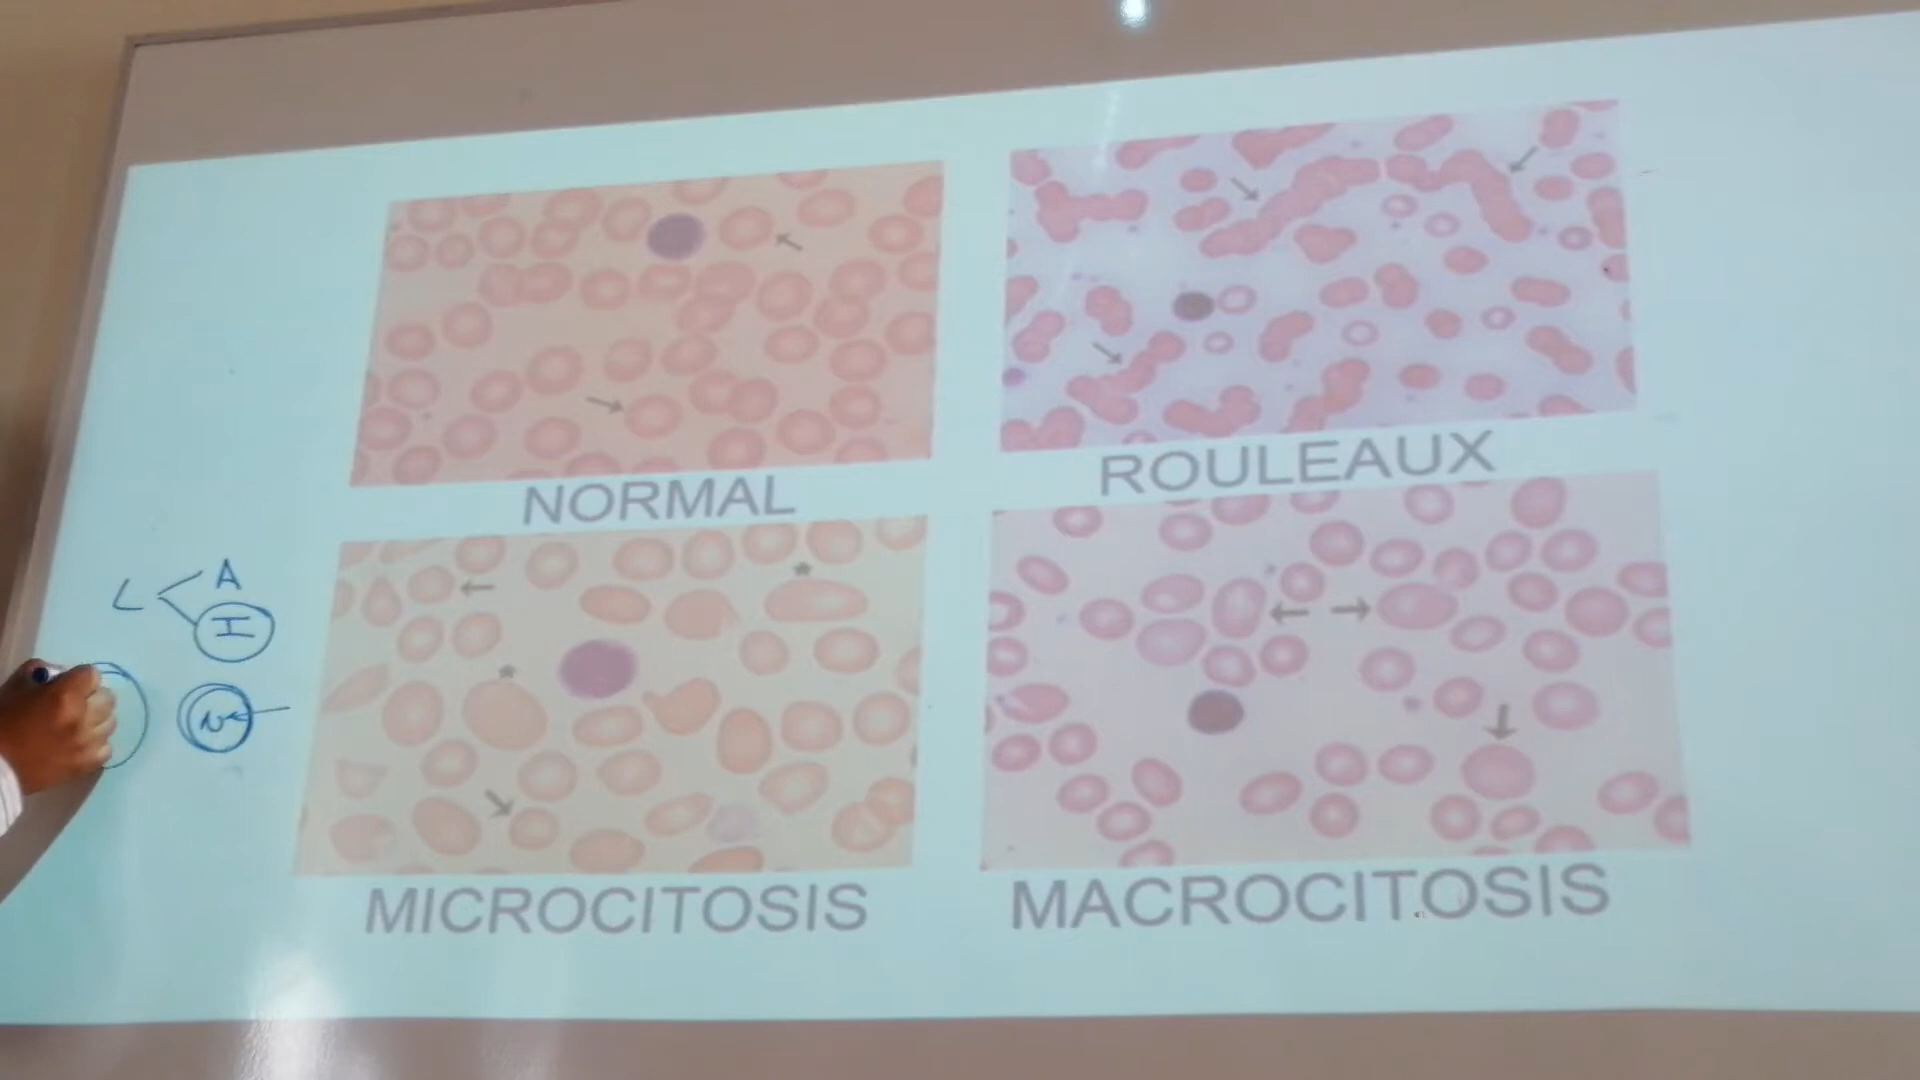 NORMAL
ROULEAUX
MICROCITOSIS
MACROCITOSIS
L
A
I
N